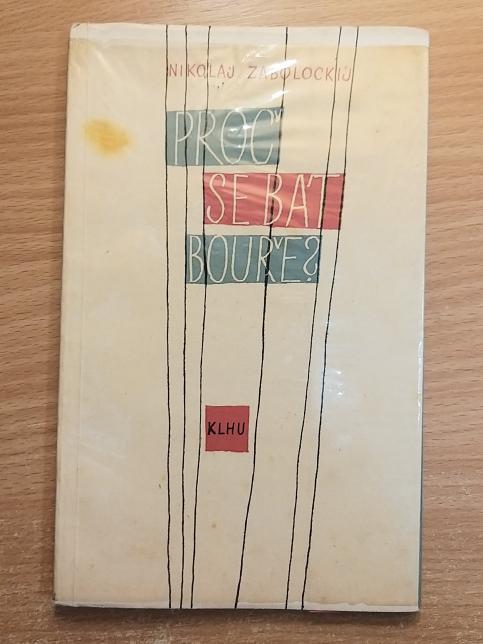 NIKOLAJ ZABOLOCKIJ
PROČ
SE BÁT
BOUŘE?
KLHU